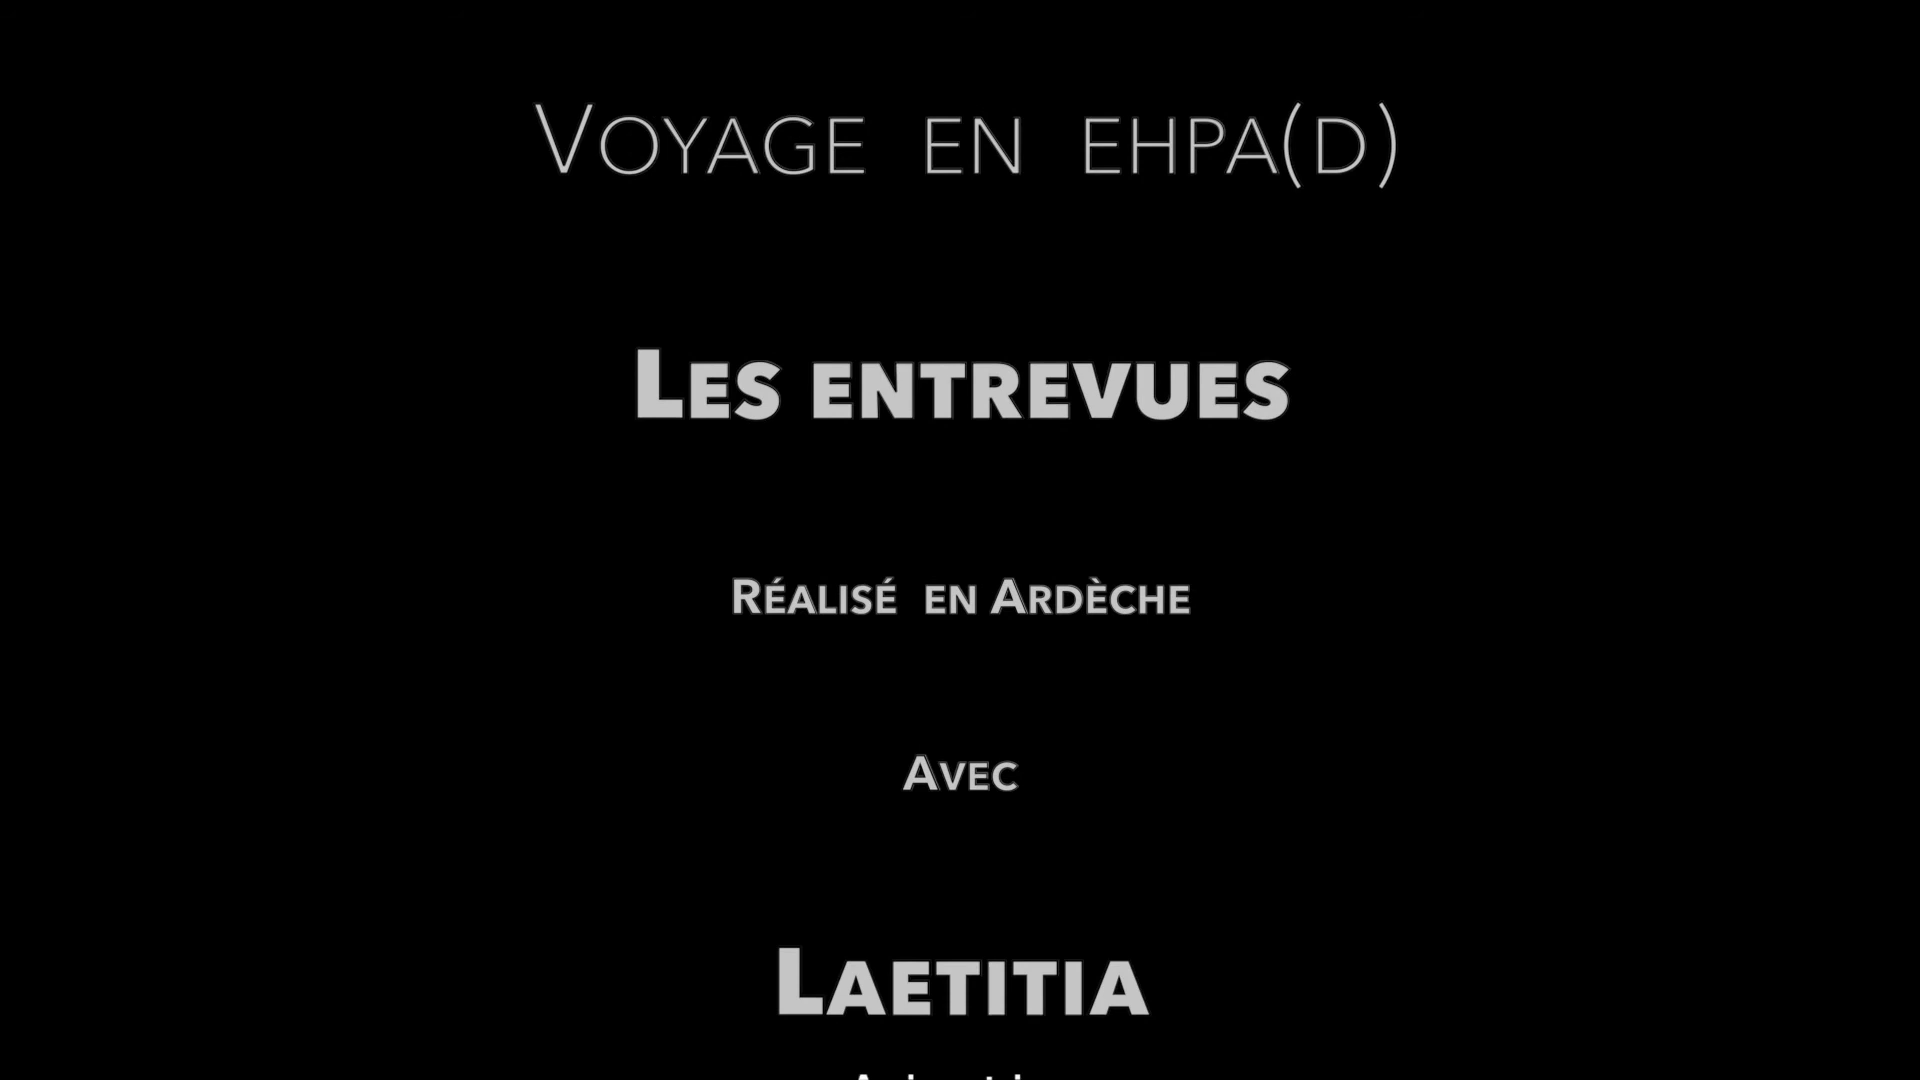 Voyage en ehpa(d)
Les entrevues
Réalisé en Ardèche
Avec
Laetitia